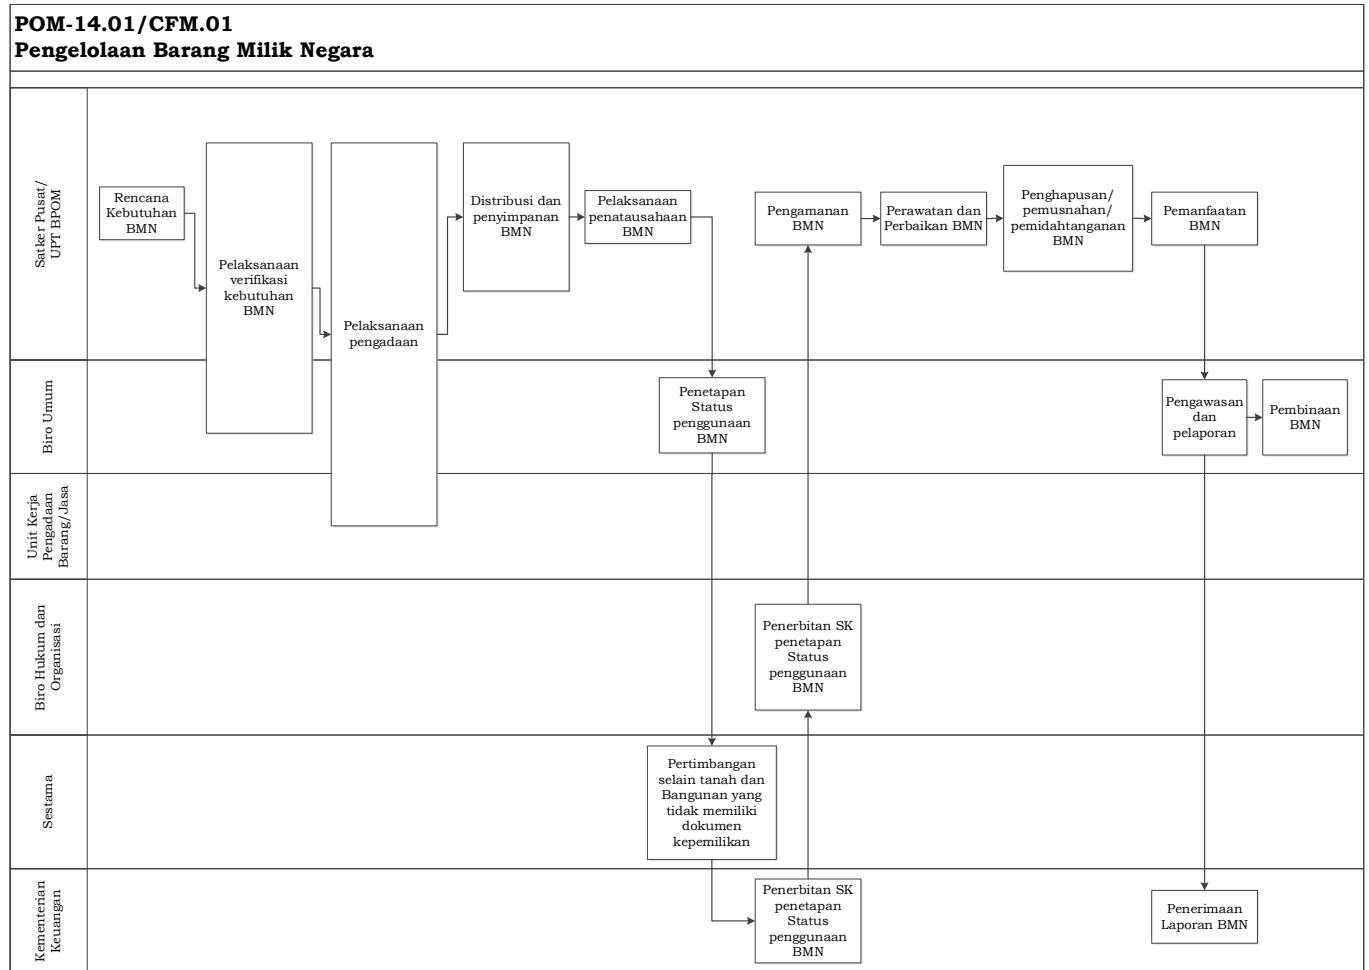 POM-14.01/CFM.01
Pengelolaan Barang Milik Negara
Satker Pusat/
UPT BPOM
Rencana
Kebutuhan
BMN
Pelaksanaan
verifikasi
kebutuhan
BMN
Pelaksanaan
pengadaan
Distribusi dan
penyimpanan
BMN
Pelaksanaan
penatausahaan
BMN
Pengamanan
BMN
Perawatan dan
Perbaikan BMN
Penghapusan/
pemusnahan/
pemidahtanganan
BMN
Pemanfaatan
BMN
Biro Umum
Penetapan
Status
penggunaan
BMN
Pengawasan
dan
pelaporan
Pembinaan
BMN
Unit Kerja
Pengadaan
Barang/Jasa
Biro Hukum dan
Organisasi
Penerbitan SK
penetapan
Status
penggunaan
BMN
Sestama
Pertimbangan
selain tanah dan
Bangunan yang
tidak memiliki
dokumen
kepemilikan
Kementerian
Keuangan
Penerbitan SK
penetapan
Status
penggunaan
BMN
Penerimaan
Laporan BMN